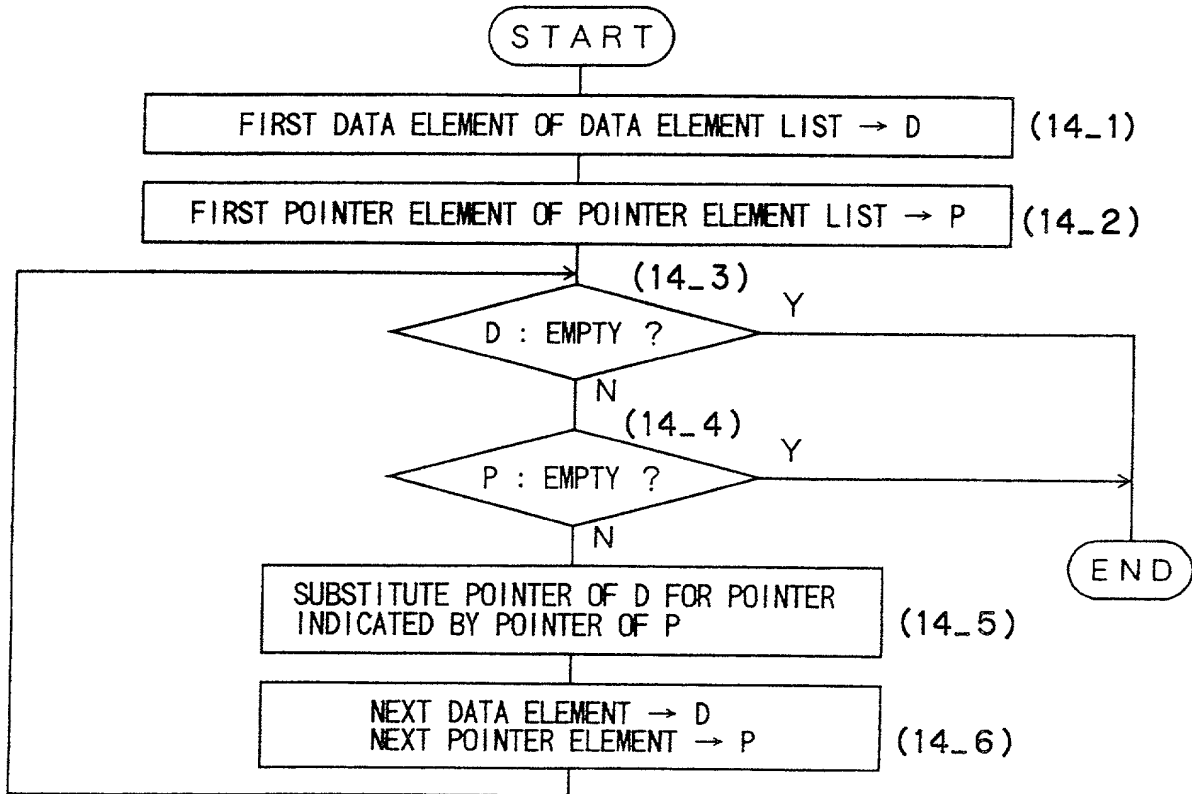 START
FIRST DATA ELEMENT OF DATA ELEMENT LIST → D
(14_1)
FIRST POINTER ELEMENT OF POINTER ELEMENT LIST → P
(14_2)
(14_3)
D : EMPTY ?
Y
N
(14_4)
P : EMPTY ?
Y
N
END
SUBSTITUTE POINTER OF D FOR POINTER
INDICATED BY POINTER OF P
(14_5)
NEXT DATA ELEMENT → D
NEXT POINTER ELEMENT → P
(14_6)